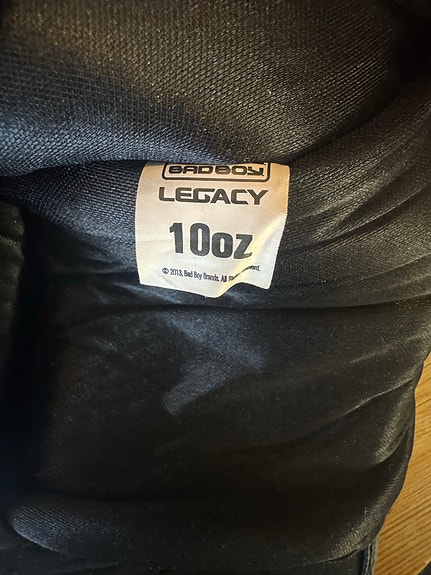 BAD BOY
LEGACY
10oz
© 2013, Bad Boy Brands. All